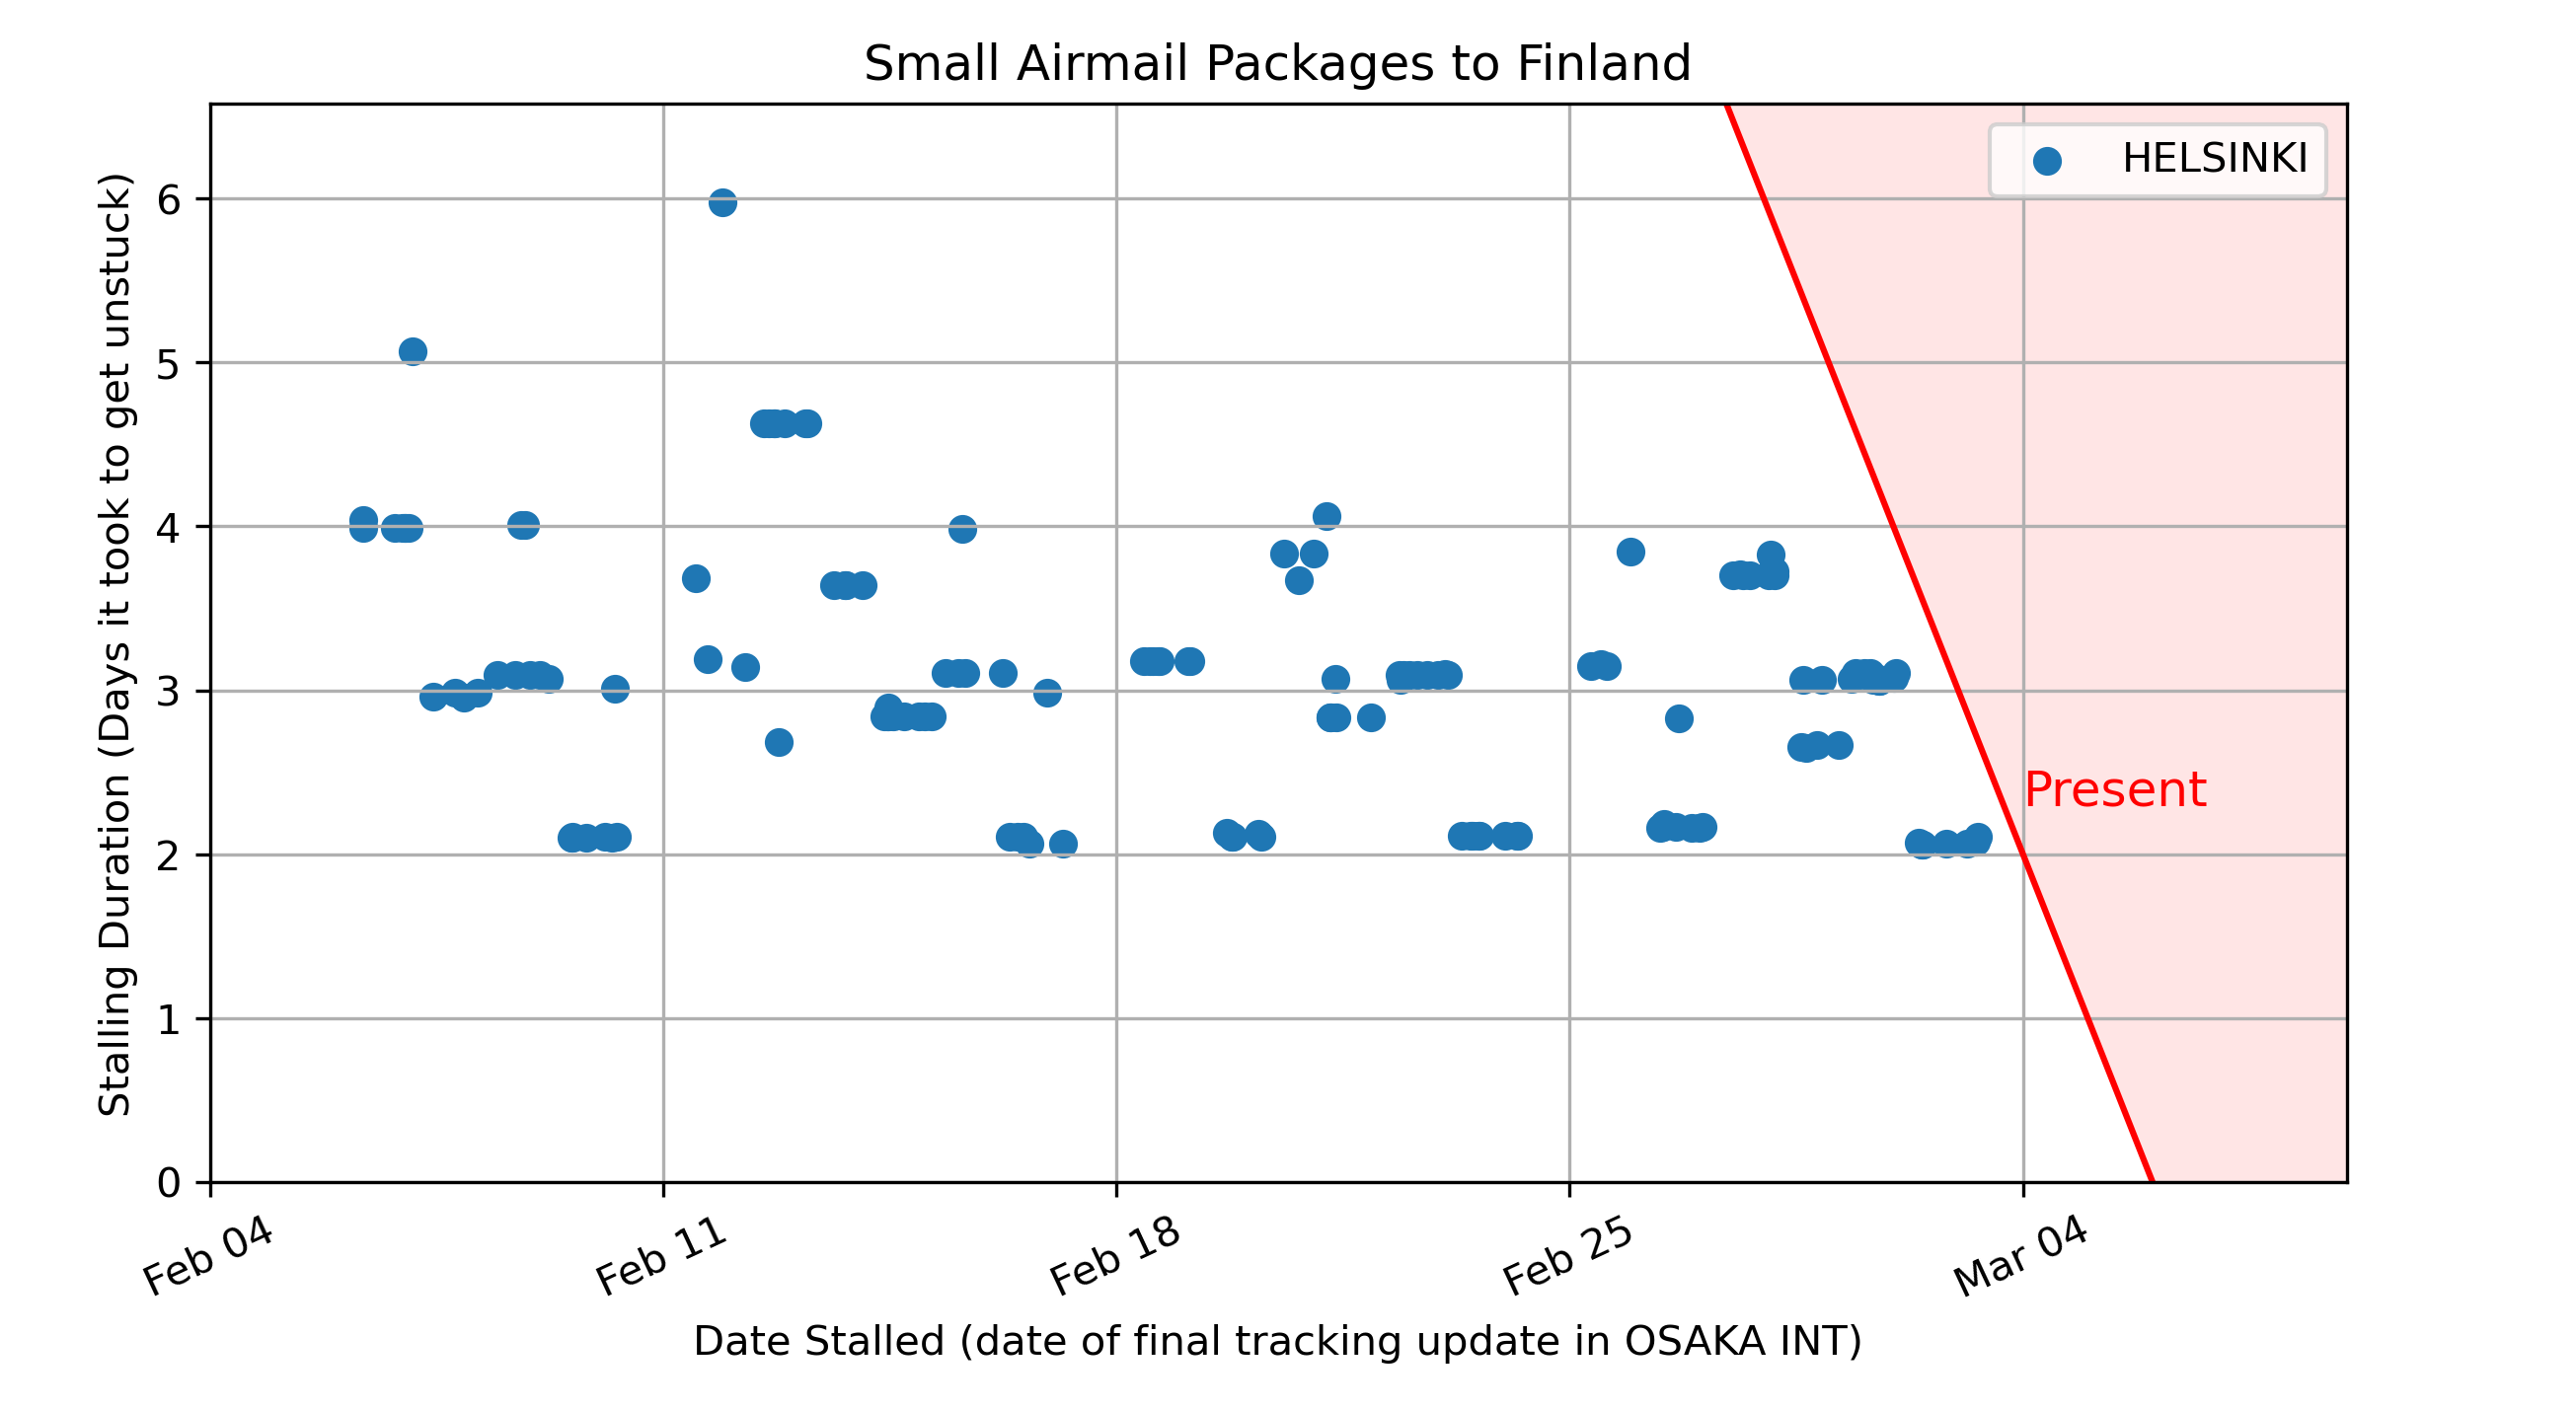 Small Airmail Packages to Finland
HELSINKI
Stalling Duration (Days it took to get unstuck)
6
5
4
3
2
1
0
Present
Feb 04
Feb 11
Feb 18
Feb 25
Mar 04
Date Stalled (date of final tracking update in OSAKA INT)